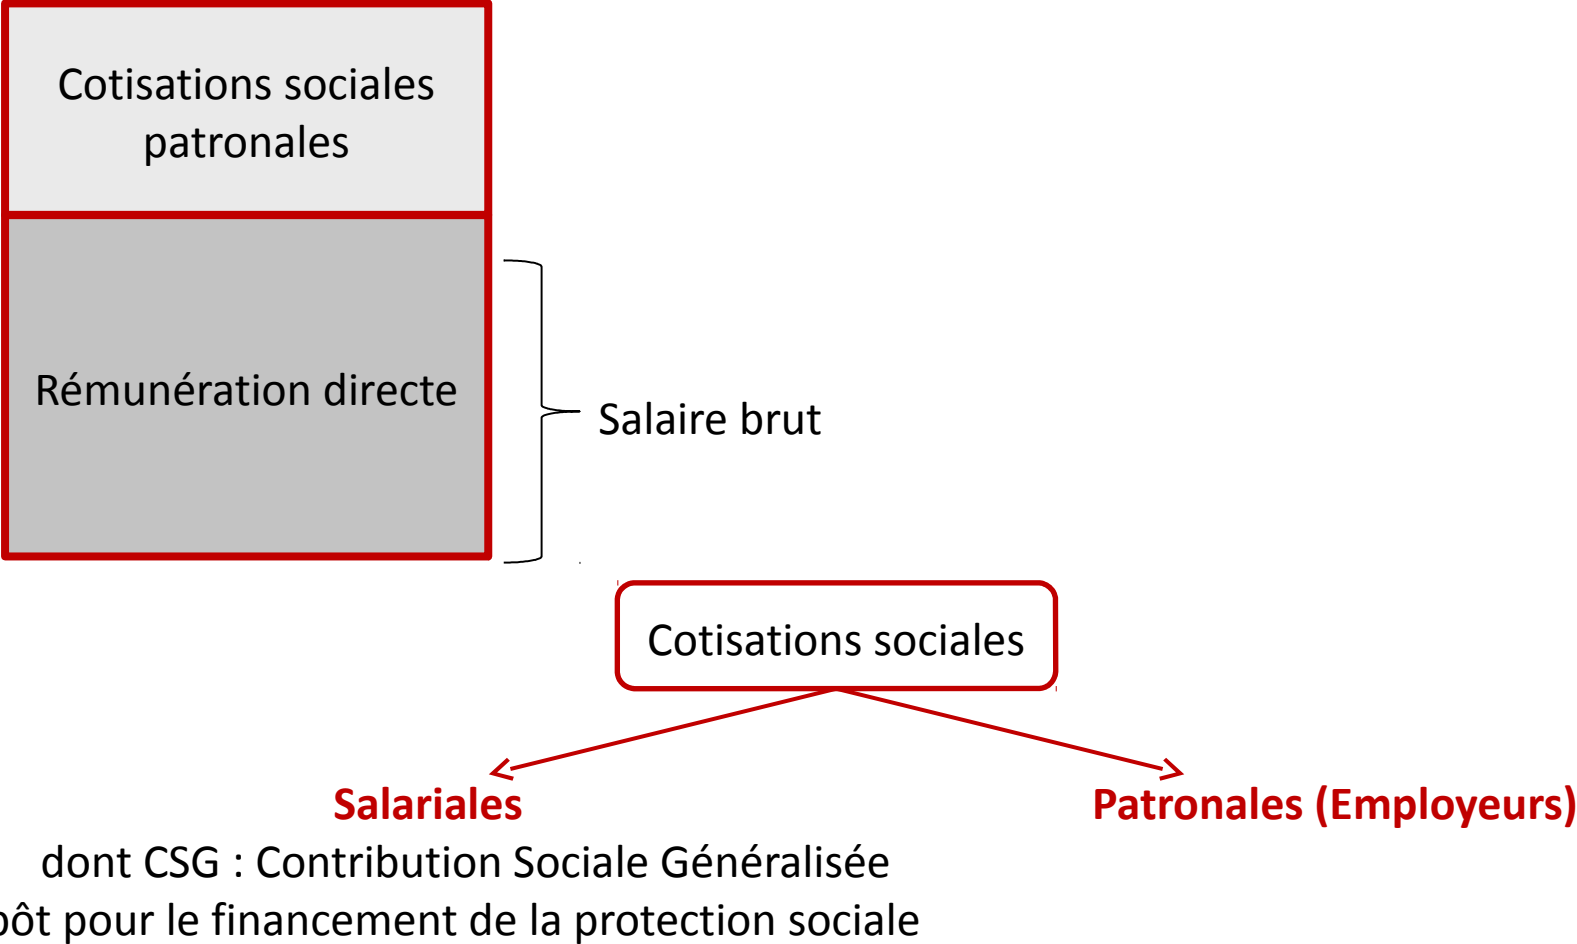 Cotisations sociales
patronales
Rémunération directe
Salaire brut
Cotisations sociales
Salariales
Patronales (Employeurs)
dont CSG : Contribution Sociale Généralisée
pour le financement de la protection sociale